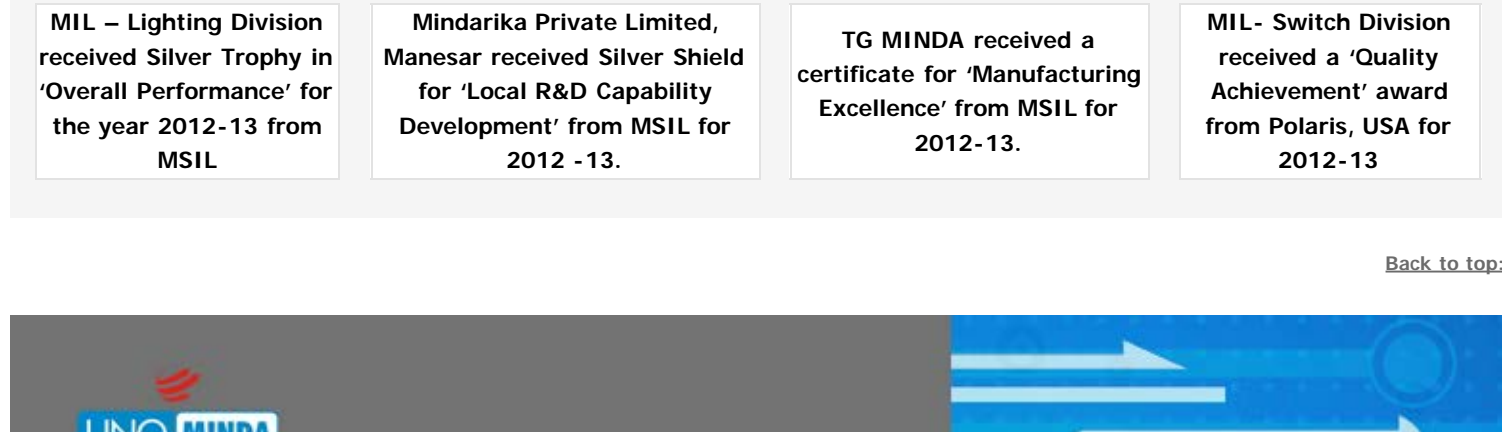 MIL – Lighting Division
received Silver Trophy in
‘Overall Performance’ for
the year 2012-13 from
MSIL
Mindarika Private Limited,
Manesar received Silver Shield
for ‘Local R&D Capability
Development’ from MSIL for
2012 -13.
TG MINDA received a
certificate for ‘Manufacturing
Excellence’ from MSIL for
2012-13.
MIL- Switch Division
received a ‘Quality
Achievement’ award
from Polaris, USA for
2012-13
Back to top:
UNO MINDA